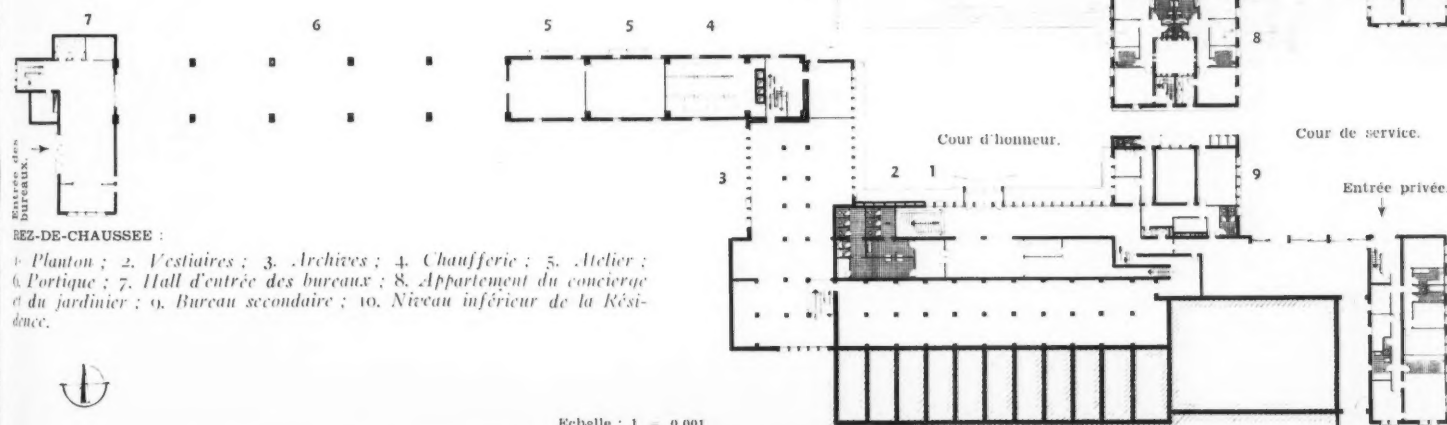 7
6
5
5
4
8
Cour d'honneur.
Cour de service.
2
1
3
9
Entrée privée.
Entrée des
bureaux.
REZ-DE-CHAUSSEE :
1. Planton ; 2. Vestiaires ; 3. Archives ; 4. Chaufferie ; 5. Atelier ;
6. Portique ; 7. Hall d'entrée des bureaux ; 8. Appartement du concierge
et du jardinier ; 9. Bureau secondaire ; 10. Niveau inférieur de la Rési-
dence.
Echelle : 1 = 0,001